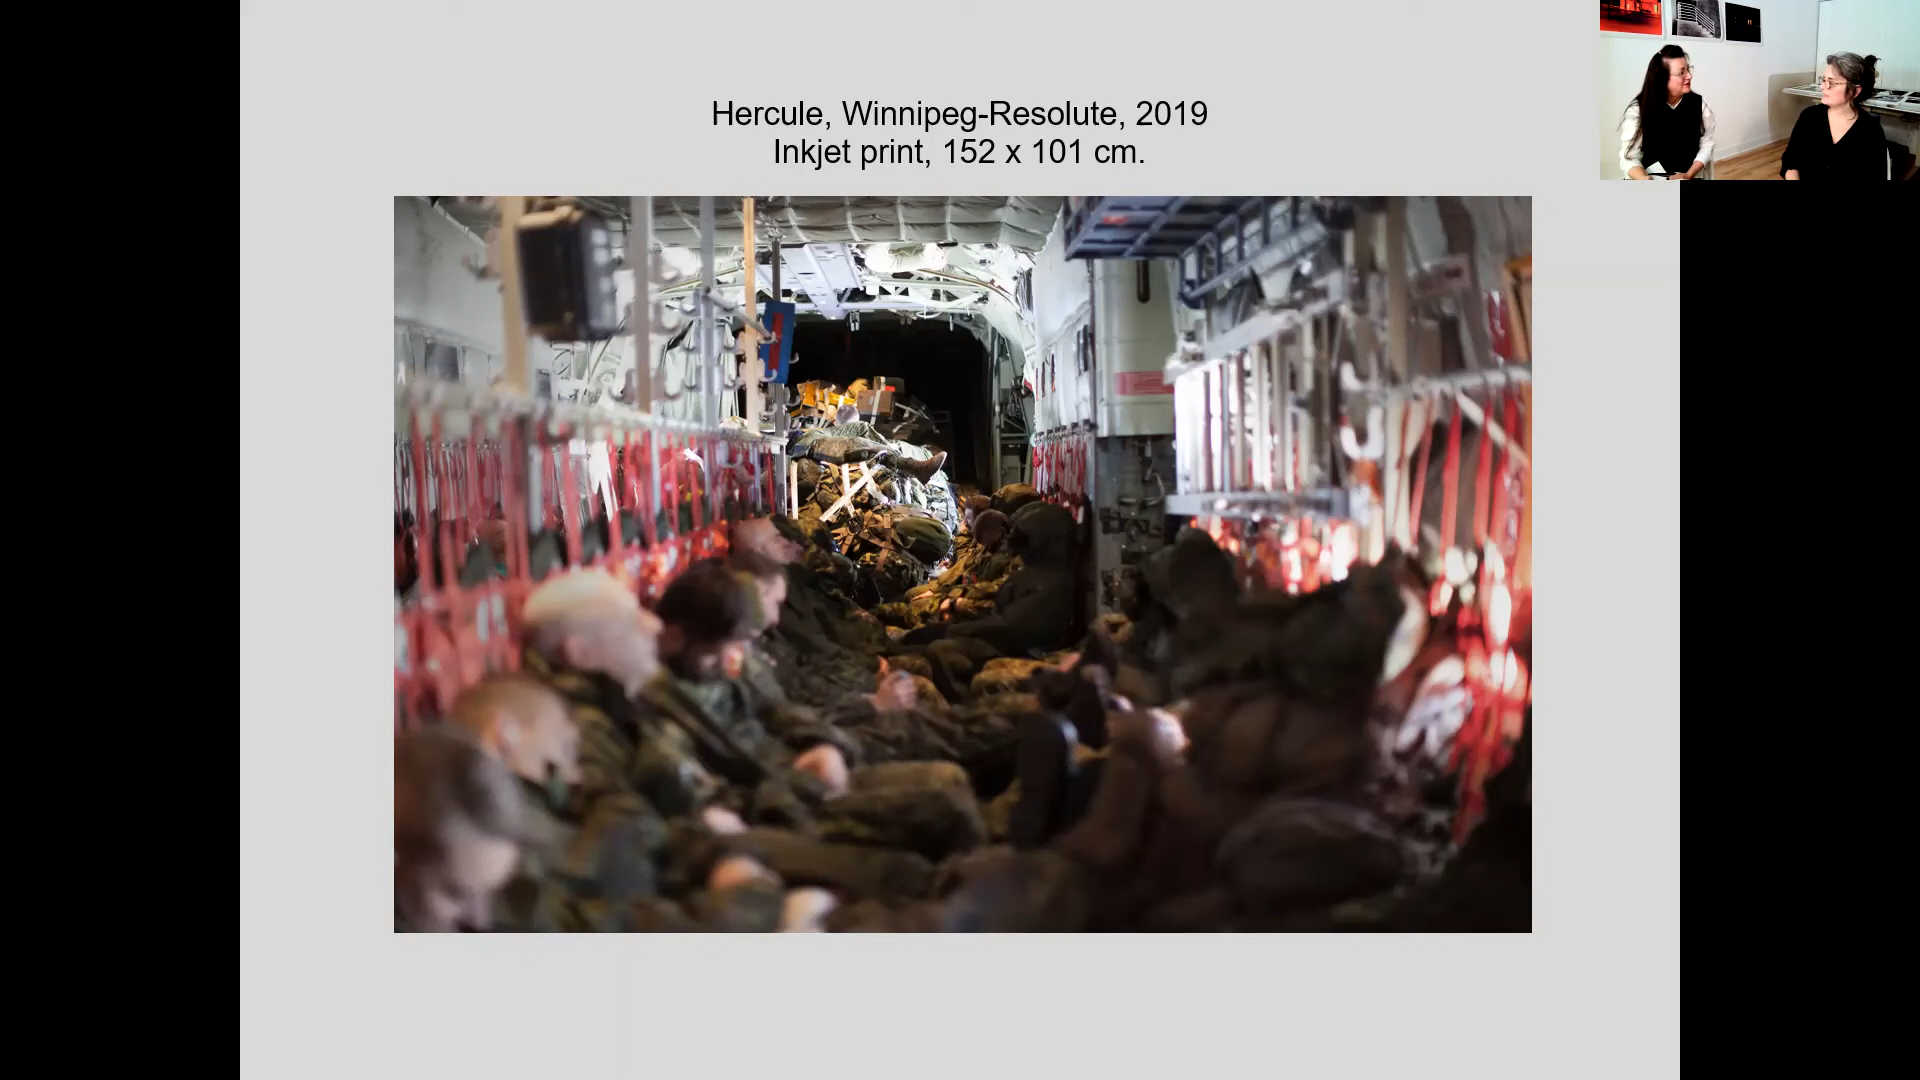 Hercule, Winnipeg-Resolute, 2019
Inkjet print, 152 x 101 cm.